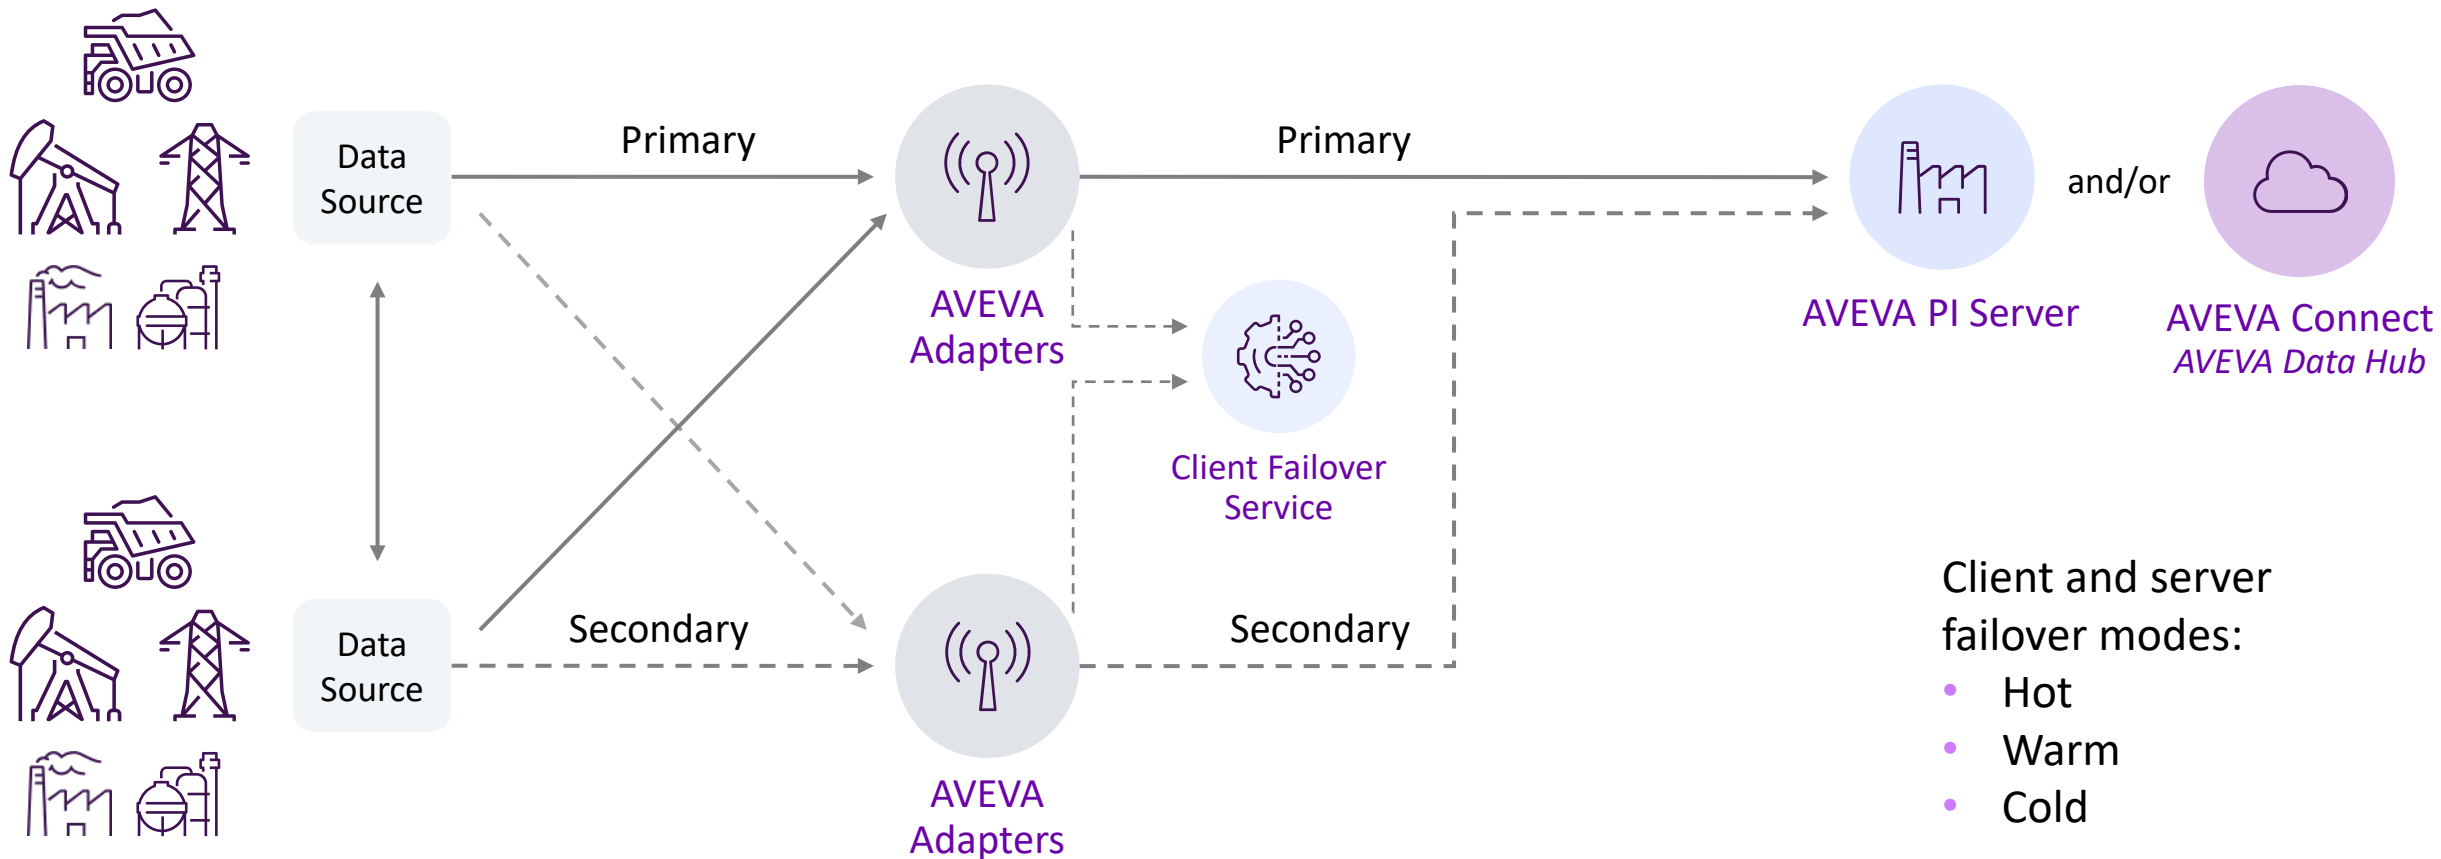 Data
Source
Primary
AVEVA
Adapters
Primary
AVEVA PI Server
and/or
AVEVA Connect
AVEVA Data Hub
Client Failover
Service
Data
Source
Secondary
AVEVA
Adapters
Secondary
Client and server
failover modes:
• Hot
• Warm
• Cold